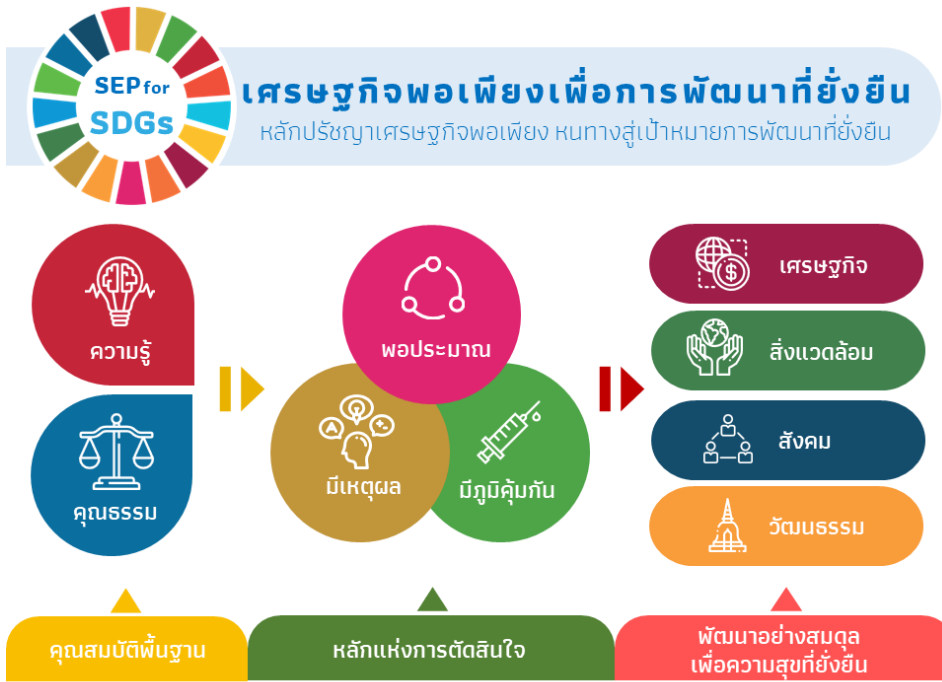 SEP for
SDGs
เศรษฐกิจพอเพียงเพื่อการพัฒนาที่ยั่งยืน
หลักปรัชญาเศรษฐกิจพอเพียง หนทางสู่เป้าหมายการพัฒนาที่ยั่งยืน
ความรู้
คุณธรรม
พอประมาณ
A
มีเหตุผล
มีภูมิคุ้มกัน
$
เศรษฐกิจ
สิ่งแวดล้อม
สังคม
วัฒนธรรม
คุณสมบัติพื้นฐาน
หลักแห่งการตัดสินใจ
พัฒนาอย่างสมดุล
เพื่อความสุขที่ยั่งยืน